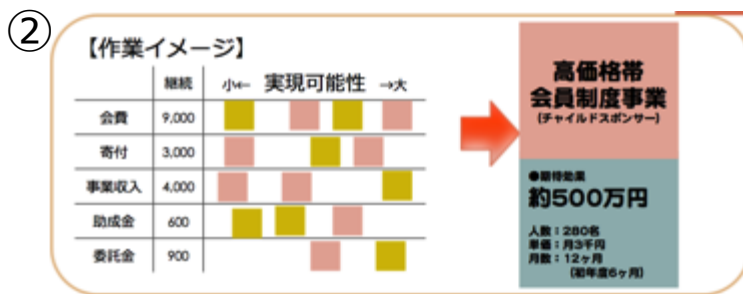 ②
【作業イメージ】
継続 小← 実現可能性 →大
会費 9,000
寄付 3,000
事業収入 4,000
助成金 600
委託金 900
高価格帯
会員制度事業
(チャイルドスポンサー)
●期待効果
約500万円
人数：280名
単価：月3千円
月数：12ヶ月
(初年度6ヶ月)